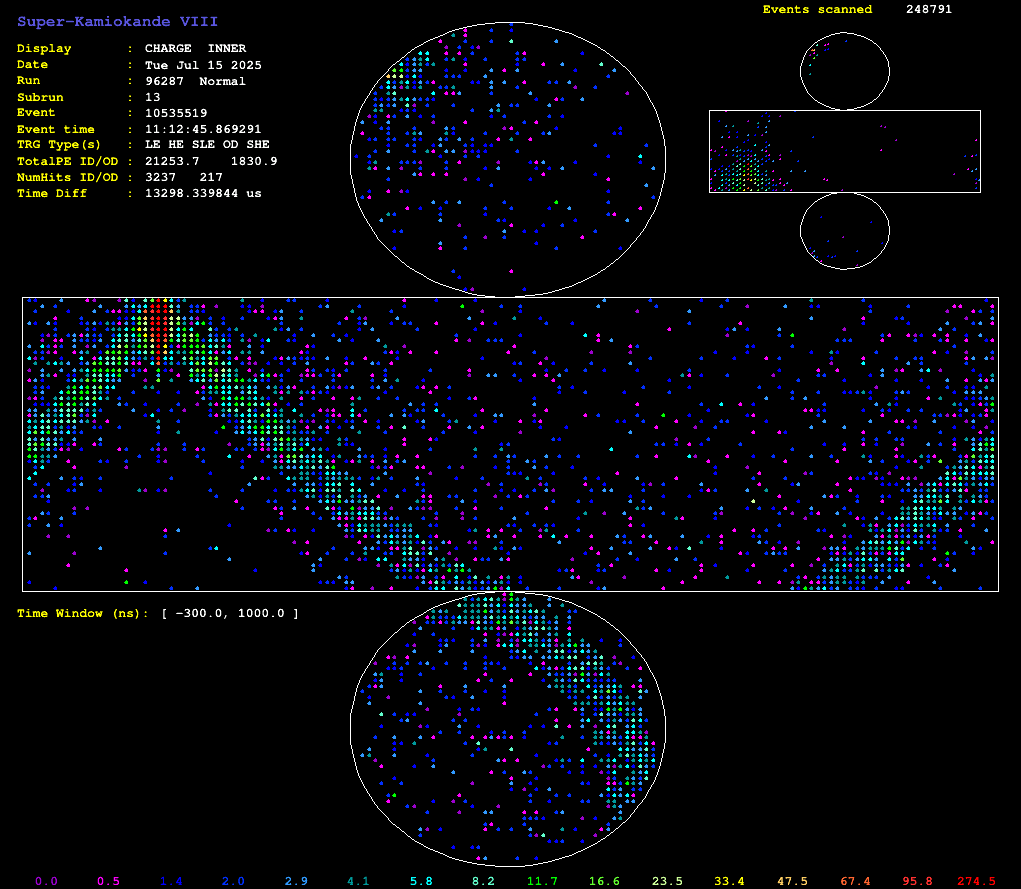 Super-Kamiokande VIII
Events scanned 248791
Display : CHARGE INNER
Date : Tue Jul 15 2025
Run : 96287 Normal
Subrun : 13
Event : 10535519
Event time : 11:12:45.869291
TRG Type(s) : LE HE SLE OD SHE
TotalPE ID/OD : 21253.7 1830.9
NumHits ID/OD : 3237 217
Time Diff : 13298.339844 us
Time Window (ns): [ -300.0, 1000.0 ]
0.0 0.5 1.4 2.0 2.9 4.1 5.8 8.2 11.7 16.6 23.5 33.4 47.5 67.4 95.8 274.5